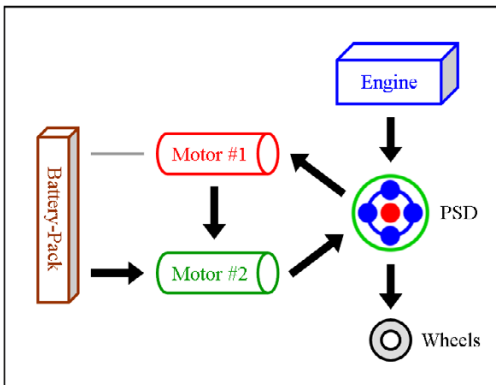 Engine
Motor #1
Battery-Pack
PSD
Motor #2
Wheels